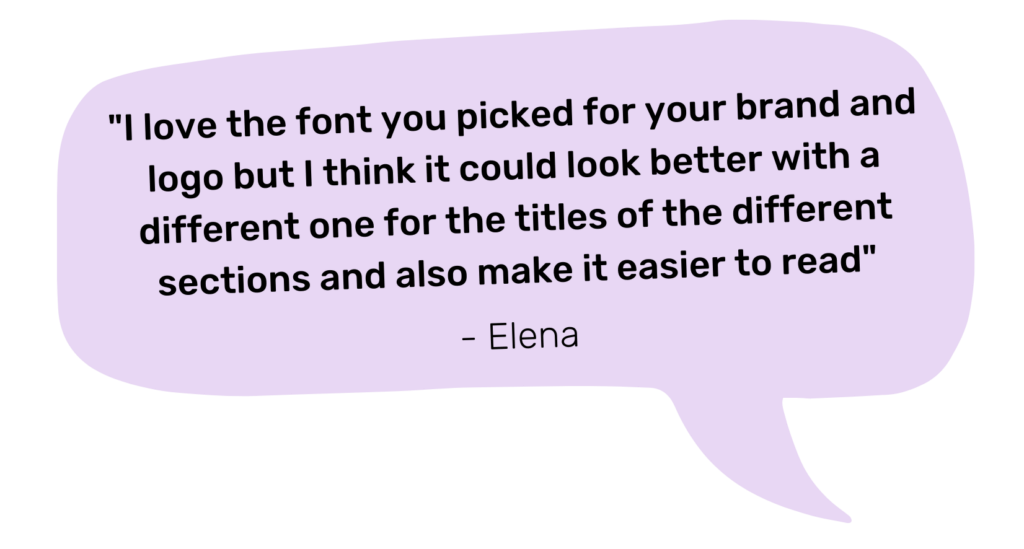 "I love the font you picked for your brand and
logo but I think it could look better with a
different one for the titles of the different
sections and also make it easier to read"
- Elena